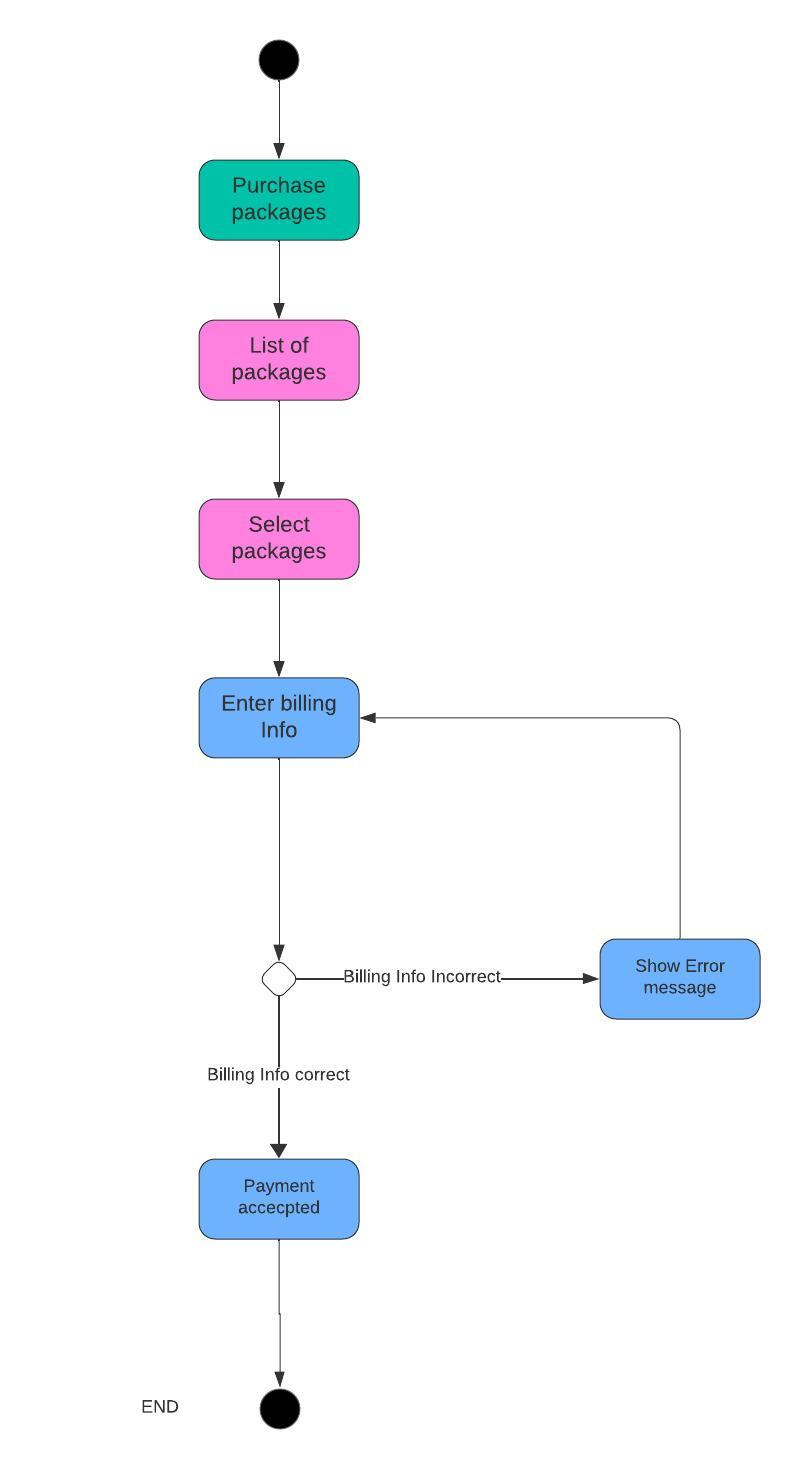 Purchase
packages
List of
packages
Select
packages
Enter billing
Info
Billing Info Incorrect
Show Error
message
Billing Info correct
Payment
accecpted
END